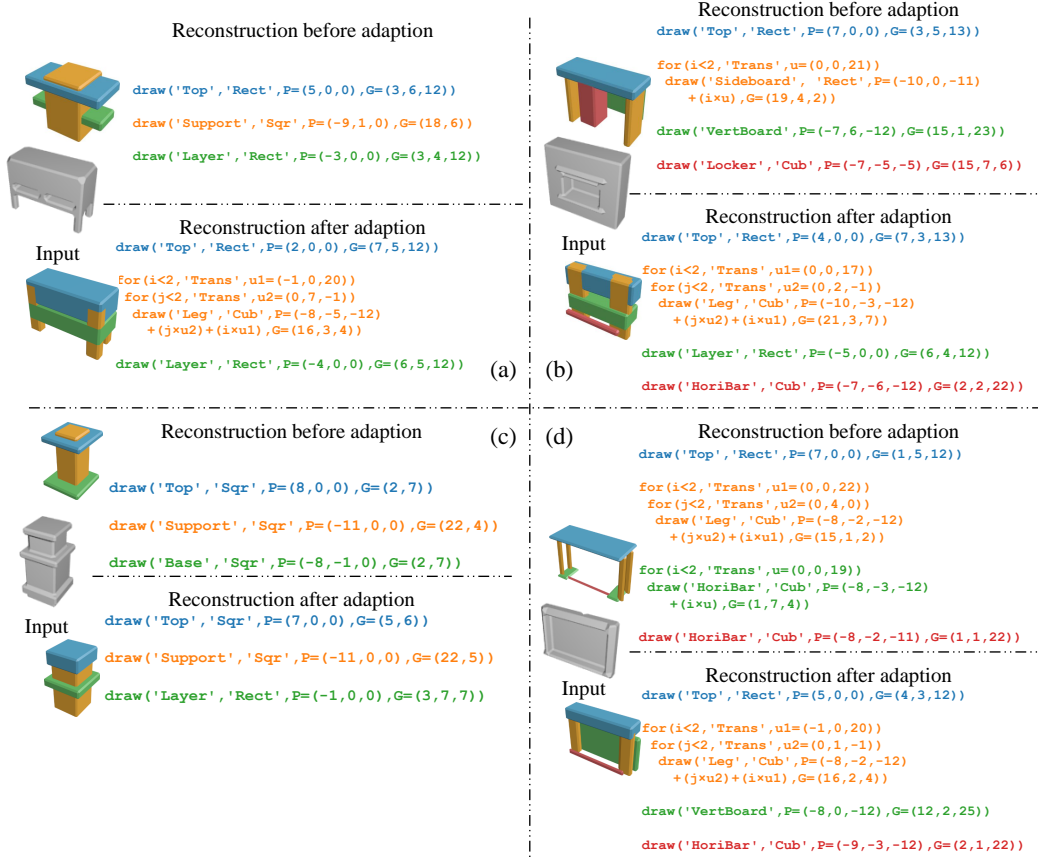 Reconstruction before adaption
draw('Top','Rect',P=(5,0,0),G=(3,6,12))
draw('Support','Sqr',P=(-9,1,0),G=(18,6))
draw('Layer','Rect',P=(-3,0,0),G=(3,4,12))
Input
Reconstruction after adaption
draw('Top','Rect',P=(2,0,0),G=(7,5,12))
for(i<2,'Trans',u1=(-1,0,20))
for(j<2,'Trans',u2=(0,7,-1))
draw('Leg','Cub',P=(-8,-5,-12)
+(j×u2)+(i×u1),G=(16,3,4))
draw('Layer','Rect',P=(-4,0,0),G=(6,5,12))
(a)
Reconstruction before adaption
draw('Top','Rect',P=(7,0,0),G=(3,5,13))
for(i<2,'Trans',u=(0,0,21))
draw('Sideboard', 'Rect',P=(-10,0,-11)
+(i×u),G=(19,4,2))
draw('VertBoard',P=(-7,6,-12),G=(15,1,23))
draw('Locker','Cub',P=(-7,-5,-5),G=(15,7,6))
Input
Reconstruction after adaption
draw('Top','Rect',P=(4,0,0),G=(7,3,13))
for(i<2,'Trans',u1=(0,0,17))
for(j<2,'Trans',u2=(0,2,-1))
draw('Leg','Cub',P=(-10,-3,-12)
+(j×u2)+(i×u1),G=(21,3,7))
draw('Layer','Rect',P=(-5,0,0),G=(6,4,12))
draw('HoriBar','Cub',P=(-7,-6,-12),G=(2,2,22))
(b)
Reconstruction before adaption
(c)
draw('Top','Sqr',P=(8,0,0),G=(2,7))
draw('Support','Sqr',P=(-11,0,0),G=(22,4))
draw('Base','Sqr',P=(-8,-1,0),G=(2,7))
Input
Reconstruction after adaption
draw('Top','Sqr',P=(7,0,0),G=(5,6))
draw('Support','Sqr',P=(-11,0,0),G=(22,5))
draw('Layer','Rect',P=(-1,0,0),G=(3,7,7))
(d)
Reconstruction before adaption
draw('Top','Rect',P=(7,0,0),G=(1,5,12))
for(i<2,'Trans',u1=(0,0,22))
for(j<2,'Trans',u2=(0,4,0))
draw('Leg','Cub',P=(-8,-2,-12)
+(j×u2)+(i×u1),G=(15,1,2))
for(i<2,'Trans',u=(0,0,19))
draw('HoriBar','Cub',P=(-8,-3,-12)
+(i×u),G=(1,7,4))
draw('HoriBar','Cub',P=(-8,-2,-11),G=(1,1,22))
Input
Reconstruction after adaption
draw('Top','Rect',P=(5,0,0),G=(4,3,12))
for(i<2,'Trans',u1=(-1,0,20))
for(j<2,'Trans',u2=(0,1,-1))
draw('Leg','Cub',P=(-8,-2,-12)
+(j×u2)+(i×u1),G=(16,2,4))
draw('VertBoard',P=(-8,0,-12),G=(12,2,25))
draw('HoriBar','Cub',P=(-9,-3,-12),G=(2,1,22))